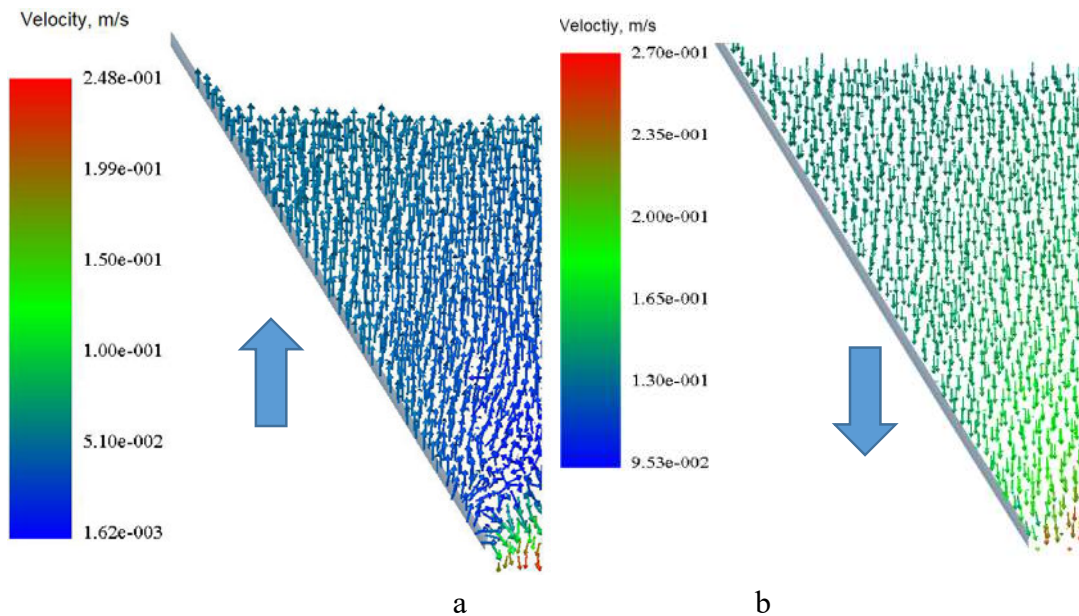 Velocity, m/s
2.48e-001
1.99e-001
1.50e-001
1.00e-001
5.10e-002
1.62e-003
a
Veloctiy, m/s
2.70e-001
2.35e-001
2.00e-001
1.65e-001
1.30e-001
9.53e-002
b